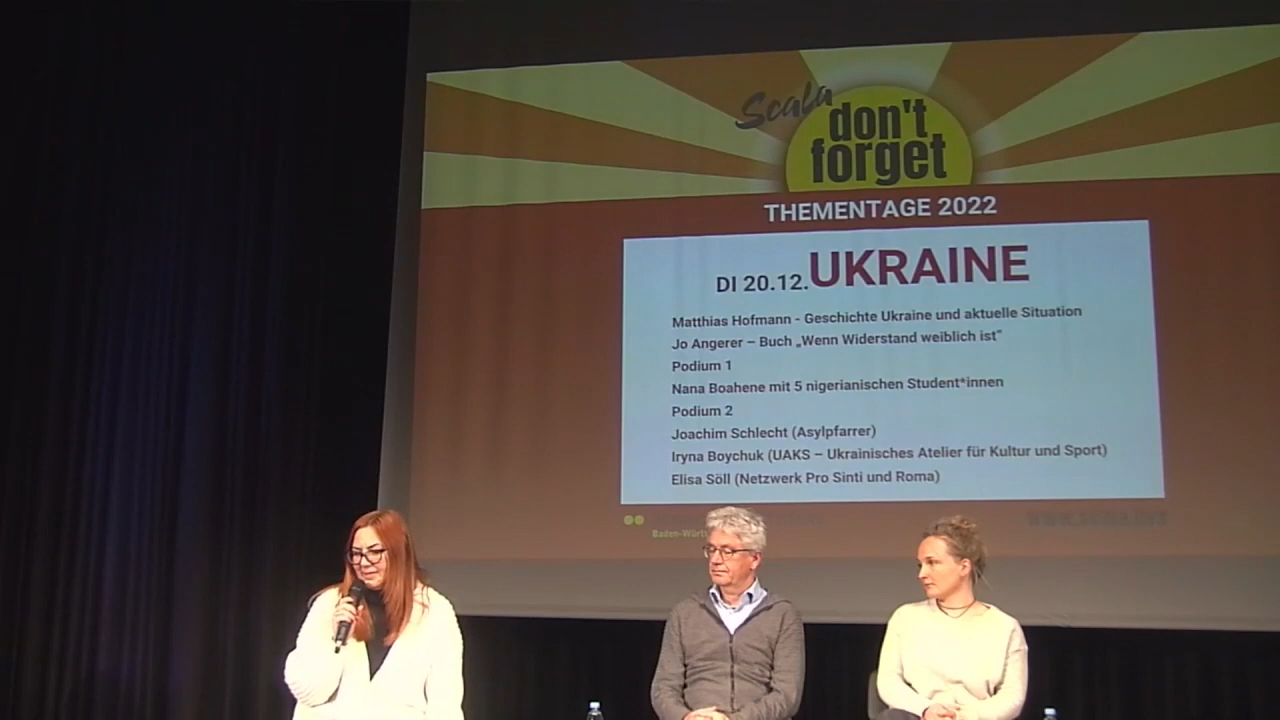 Scala
don't
forget
THEMENTAGE 2022
DI 20.12. UKRAINE
Matthias Hofmann - Geschichte Ukraine und aktuelle Situation
Jo Angerer – Buch „Wenn Widerstand weiblich ist“
Podium 1
Nana Boahene mit 5 nigerianischen Student*innen
Podium 2
Joachim Schlecht (Asylpfarrer)
Iryna Boychuk (UAKS – Ukrainisches Atelier für Kultur und Sport)
Elisa Söll (Netzwerk Pro Sinti und Roma)